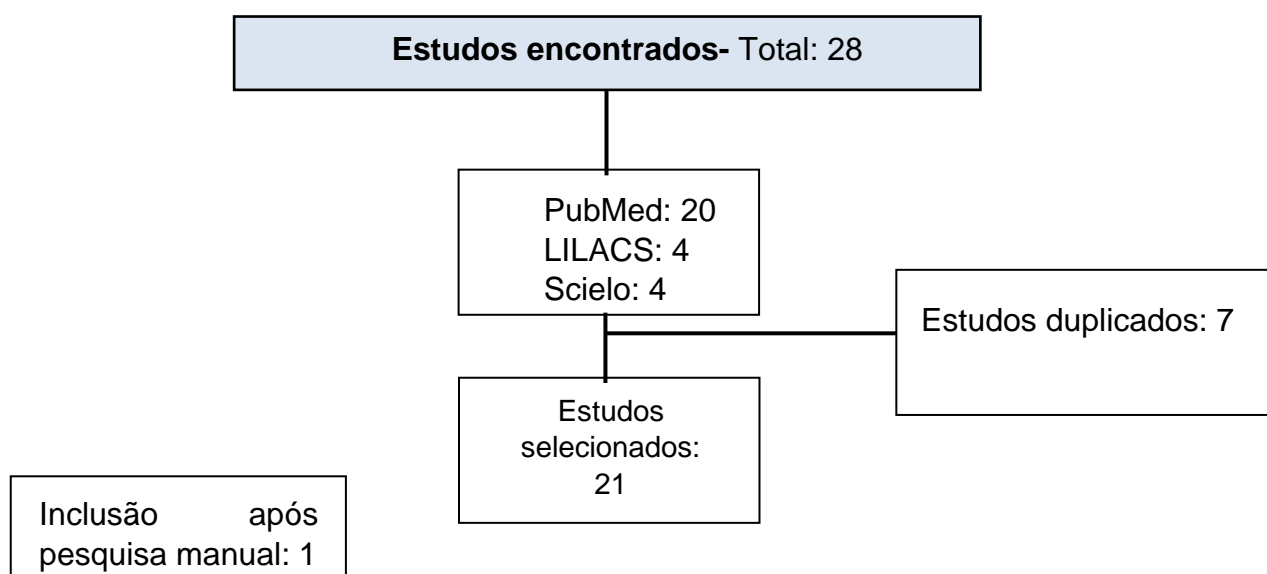 Estudos encontrados- Total: 28
PubMed: 20
LILACS: 4
Scielo: 4
Estudos duplicados: 7
Estudos
selecionados:
21
Inclusão após
pesquisa manual: 1